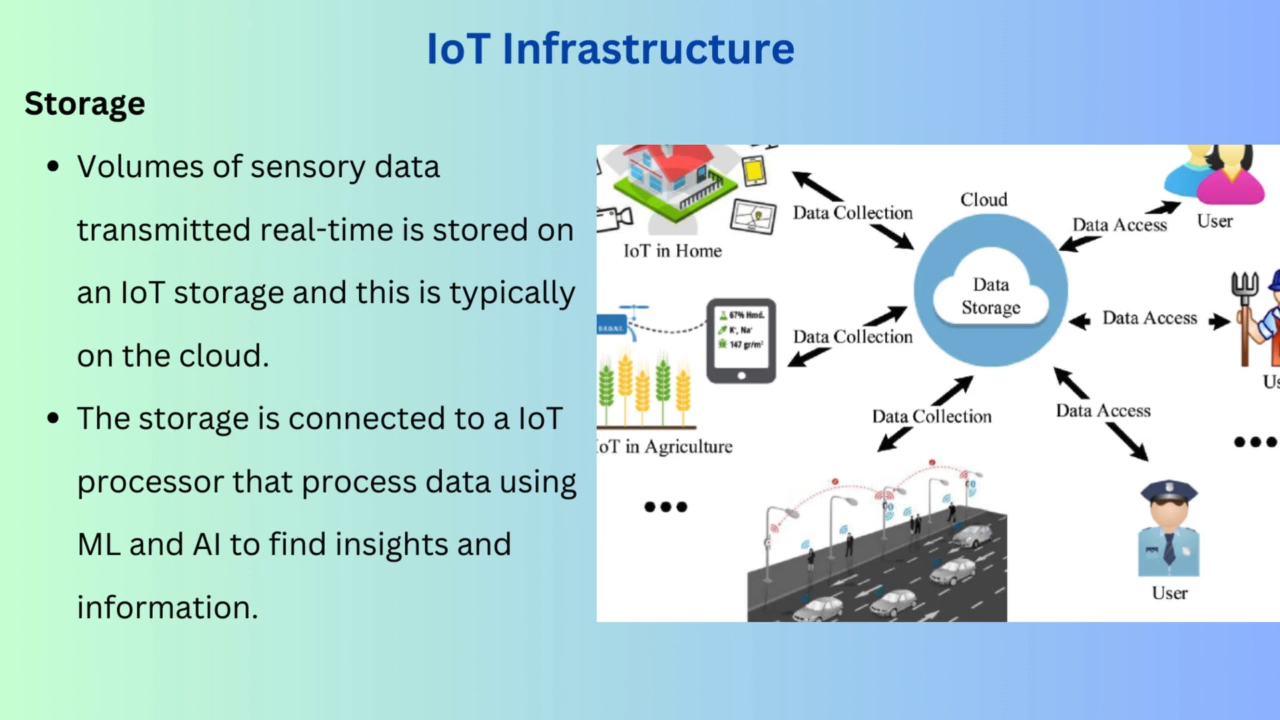 IoT Infrastructure
Storage
• Volumes of sensory data
transmitted real-time is stored on
an IoT storage and this is typically
on the cloud.
• The storage is connected to a IoT
processor that process data using
ML and AI to find insights and
information.
Cloud
Data Collection
Data Access
User
IoT in Home
Data
Storage
67% Hmd.
K⁺, Na⁺
147 gr/m²
Data Collection
Data Access
Data Collection
Data Access
oT in Agriculture
User